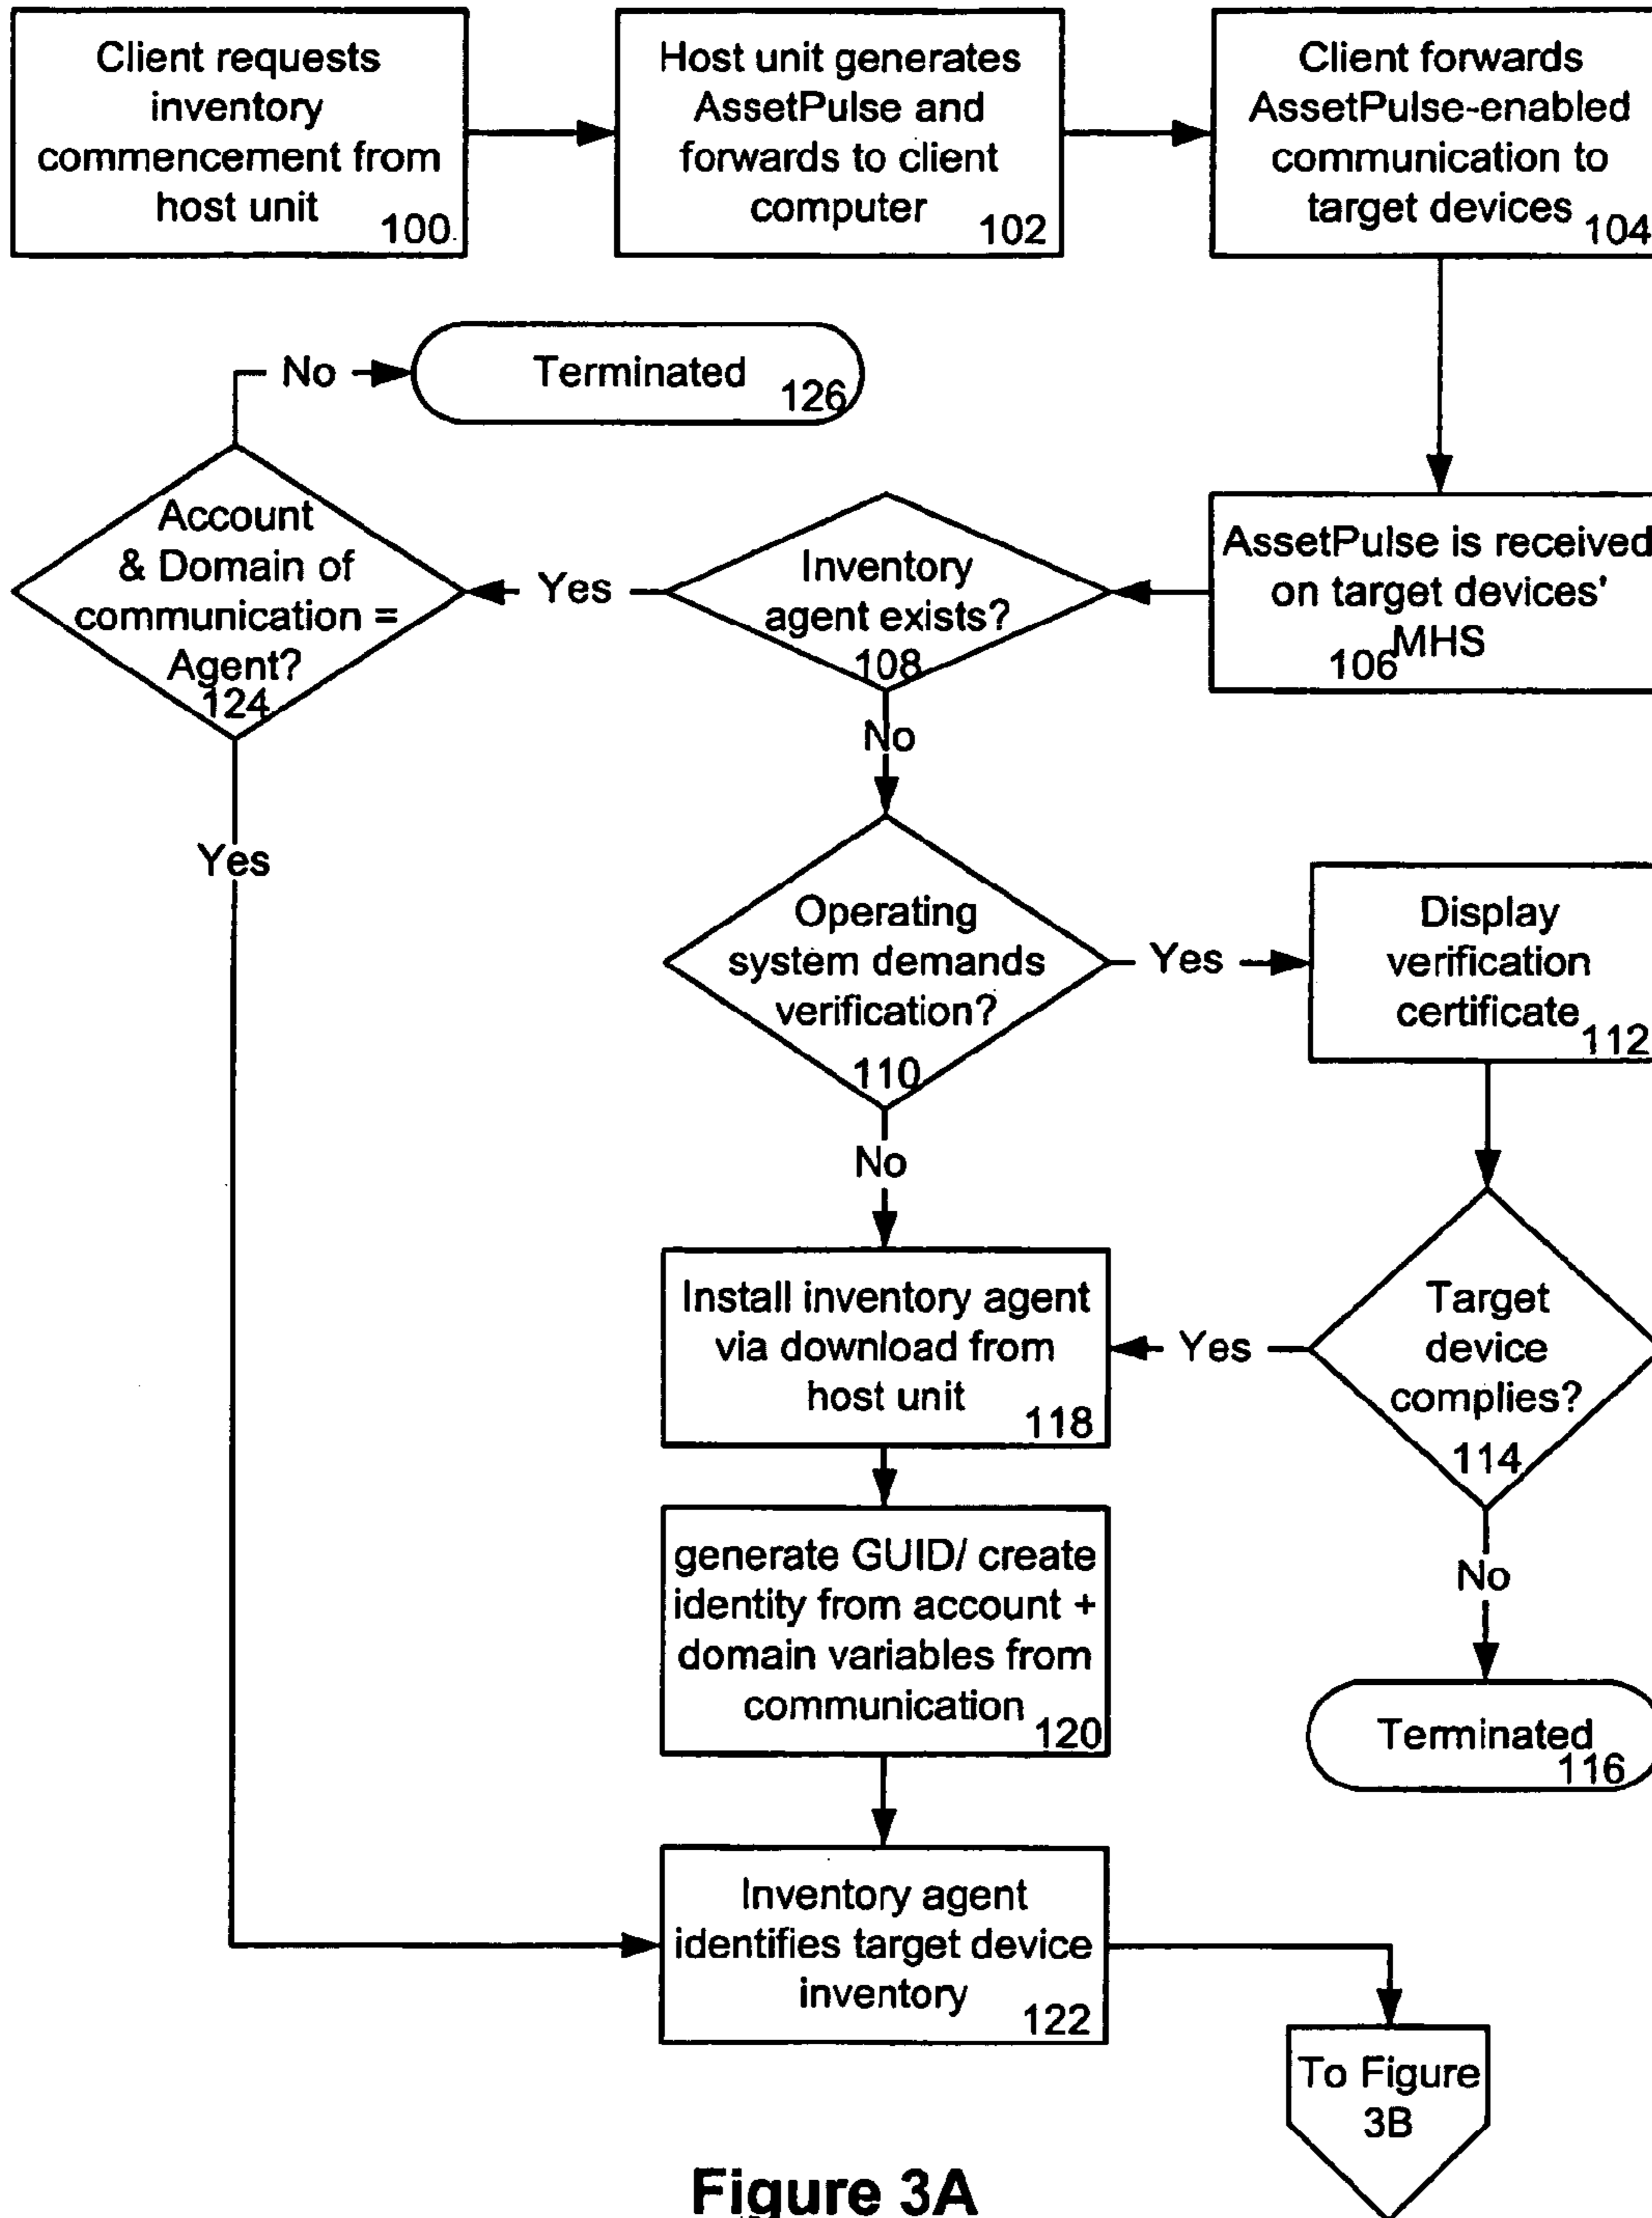 Client requests
inventory
commencement from
host unit
100
Host unit generates
AssetPulse and
forwards to client
computer
102
Client forwards
AssetPulse-enabled
communication to
target devices
104
No
Terminated
126
Account
& Domain of
communication =
Agent?
124
Yes
Inventory
agent exists?
108
AssetPulse is received
on target devices'
MHS
106
No
Yes
Operating
system demands
verification?
110
Yes
Display
verification
certificate
112
No
Install inventory agent
via download from
host unit
118
Yes
Target
device
complies?
114
generate GUID/ create
identity from account +
domain variables from
communication
120
No
Terminated
116
Inventory agent
identifies target device
inventory
122
To Figure
3B
Figure 3A